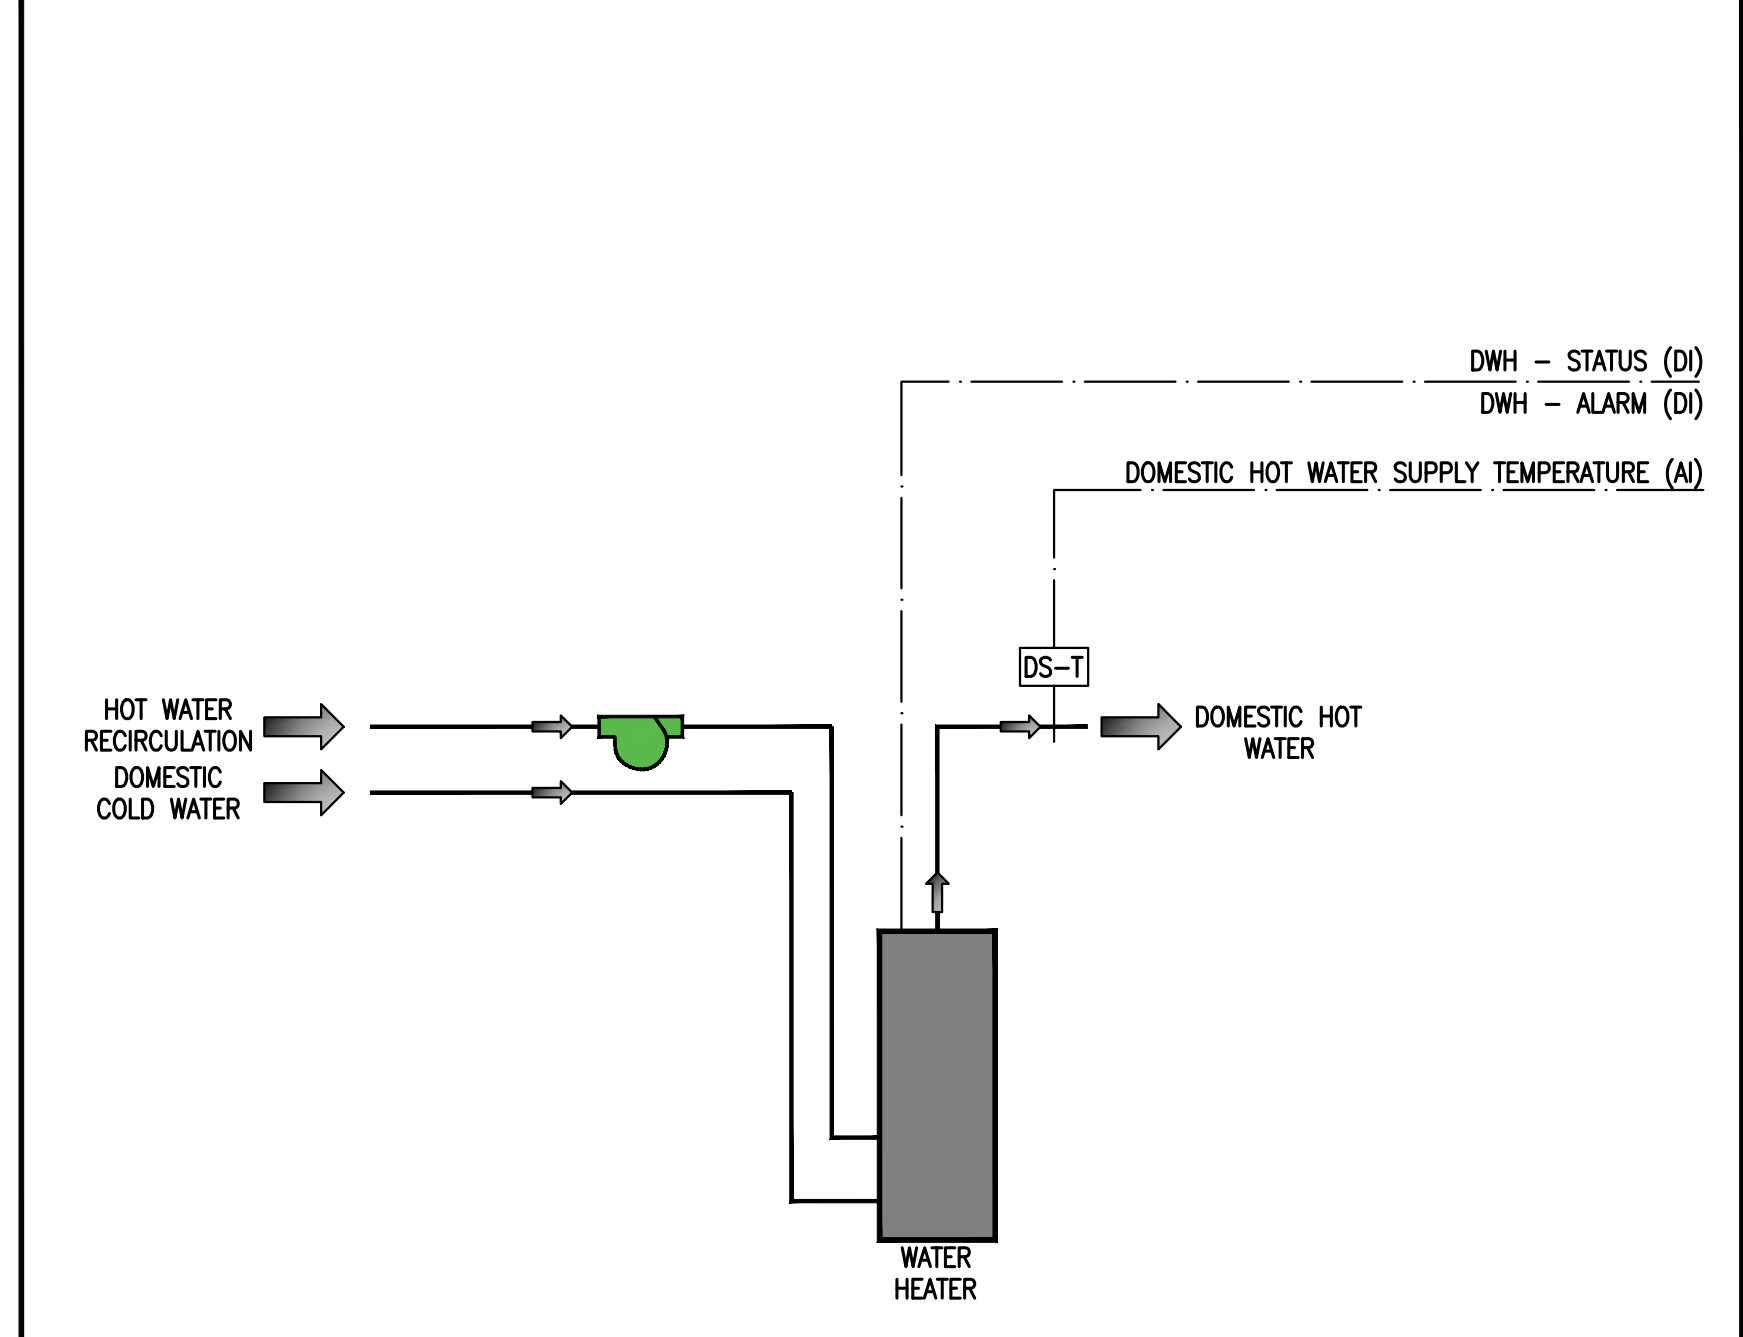 DWH - STATUS (DI)
DWH - ALARM (DI)
DOMESTIC HOT WATER SUPPLY TEMPERATURE (AI)
DS-T
HOT WATER
RECIRCULATION
DOMESTIC
COLD WATER
DOMESTIC HOT
WATER
WATER
HEATER